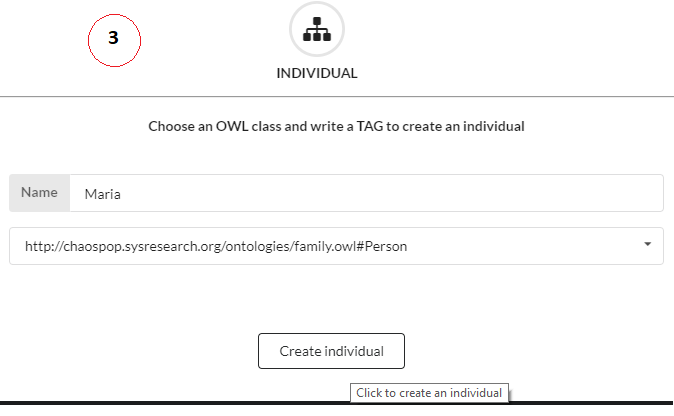 3
INDIVIDUAL
Choose an OWL class and write a TAG to create an individual
Name Maria
http://chaospop.sysresearch.org/ontologies/family.owl#Person
Create individual
Click to create an individual